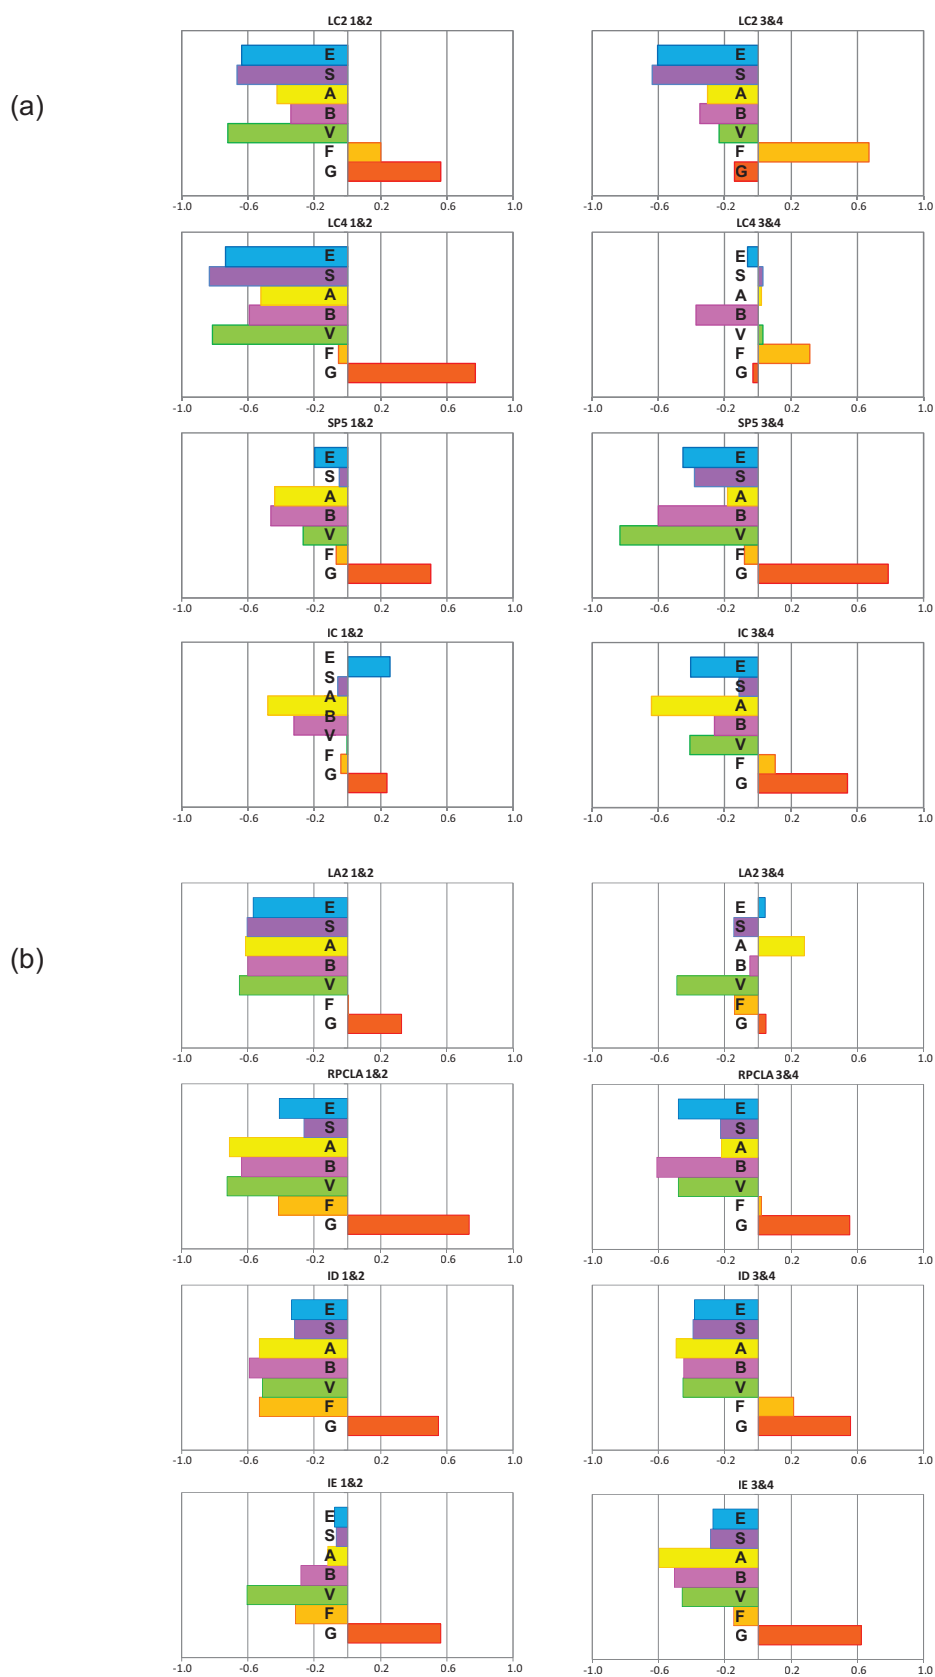 LC2 1&2
LC2 3&4
(a)
E
S
A
B
V
F
G
E
S
A
B
V
F
G
-1.0 -0.6 -0.2 0.2 0.6 1.0
-1.0 -0.6 -0.2 0.2 0.6 1.0
LC4 1&2
LC4 3&4
E
S
A
B
V
F
G
E
S
A
B
V
F
G
-1.0 -0.6 -0.2 0.2 0.6 1.0
-1.0 -0.6 -0.2 0.2 0.6 1.0
SP5 1&2
SP5 3&4
E
S
A
B
V
F
G
E
S
A
B
V
F
G
-1.0 -0.6 -0.2 0.2 0.6 1.0
-1.0 -0.6 -0.2 0.2 0.6 1.0
IC 1&2
IC 3&4
E
S
A
B
V
F
G
E
S
A
B
V
F
G
-1.0 -0.6 -0.2 0.2 0.6 1.0
-1.0 -0.6 -0.2 0.2 0.6 1.0
LA2 1&2
LA2 3&4
(b)
E
S
A
B
V
F
G
E
S
A
B
V
F
G
-1.0 -0.6 -0.2 0.2 0.6 1.0
-1.0 -0.6 -0.2 0.2 0.6 1.0
RPCLA 1&2
RPCLA 3&4
E
S
A
B
V
F
G
E
S
A
B
V
F
G
-1.0 -0.6 -0.2 0.2 0.6 1.0
-1.0 -0.6 -0.2 0.2 0.6 1.0
ID 1&2
ID 3&4
E
S
A
B
V
F
G
E
S
A
B
V
F
G
-1.0 -0.6 -0.2 0.2 0.6 1.0
-1.0 -0.6 -0.2 0.2 0.6 1.0
IE 1&2
IE 3&4
E
S
A
B
V
F
G
E
S
A
B
V
F
G
-1.0 -0.6 -0.2 0.2 0.6 1.0
-1.0 -0.6 -0.2 0.2 0.6 1.0